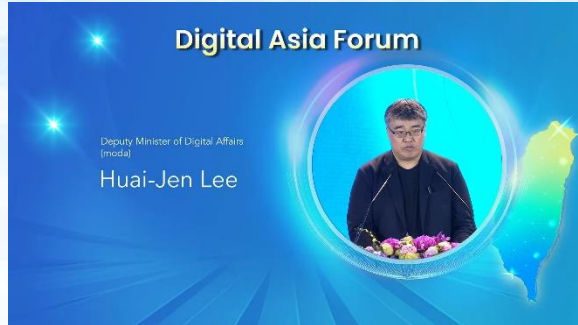 Digital Asia Forum
Deputy Minister of Digital Affairs
(moda)
Huai-Jen Lee